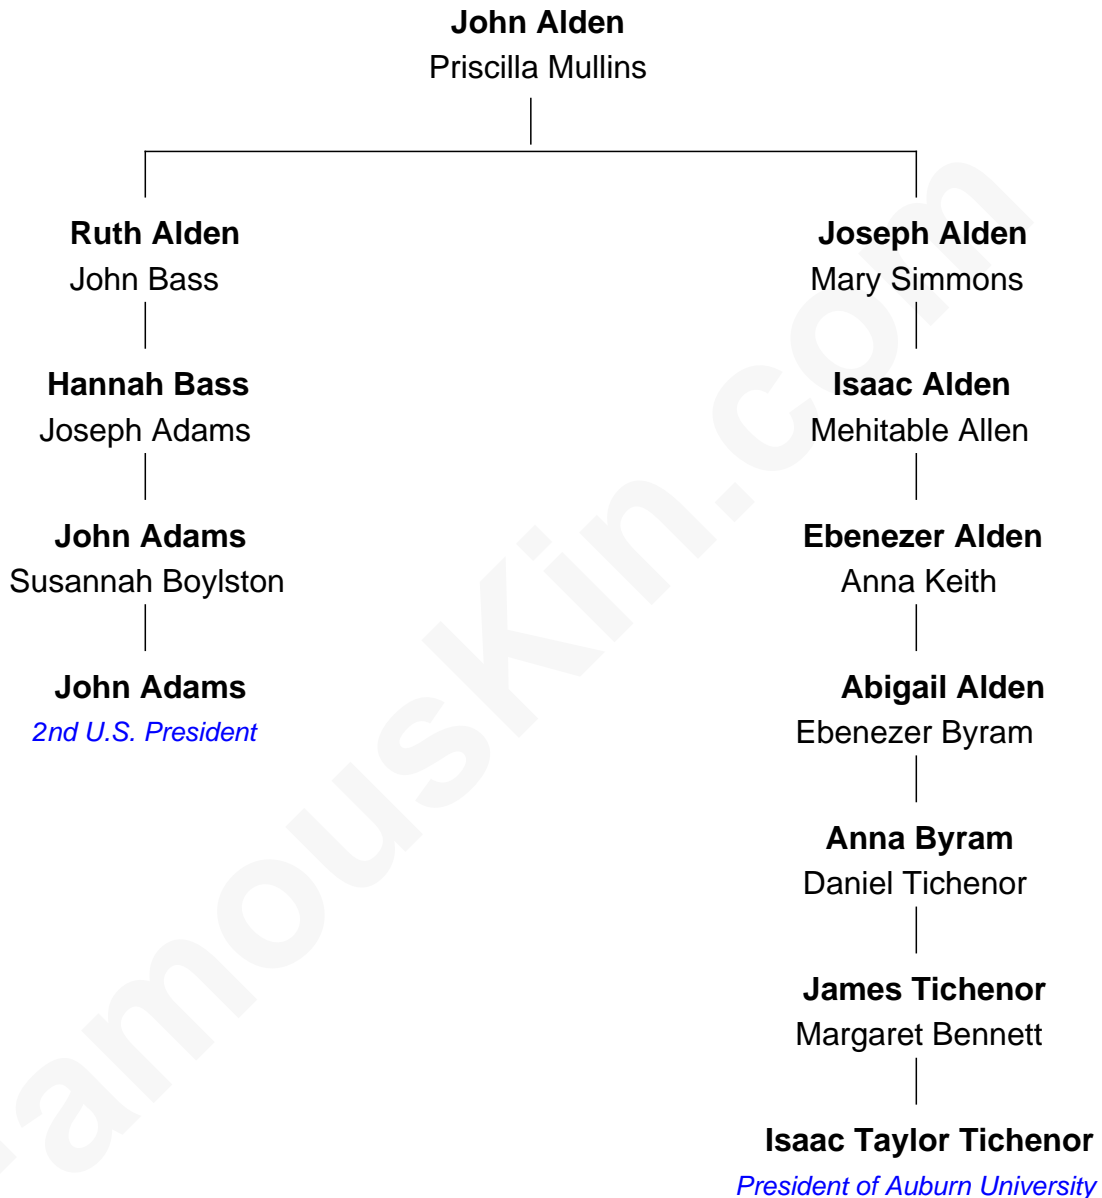 John Alden
Priscilla Mullins
Ruth Alden
John Bass
Hannah Bass
Joseph Adams
John Adams
Susannah Boylston
John Adams
2nd U.S. President
Joseph Alden
Mary Simmons
Isaac Alden
Mehitable Allen
Ebenezer Alden
Anna Keith
Abigail Alden
Ebenezer Byram
Anna Byram
Daniel Tichenor
James Tichenor
Margaret Bennett
Isaac Taylor Tichenor
President of Auburn University
FamousKin.com